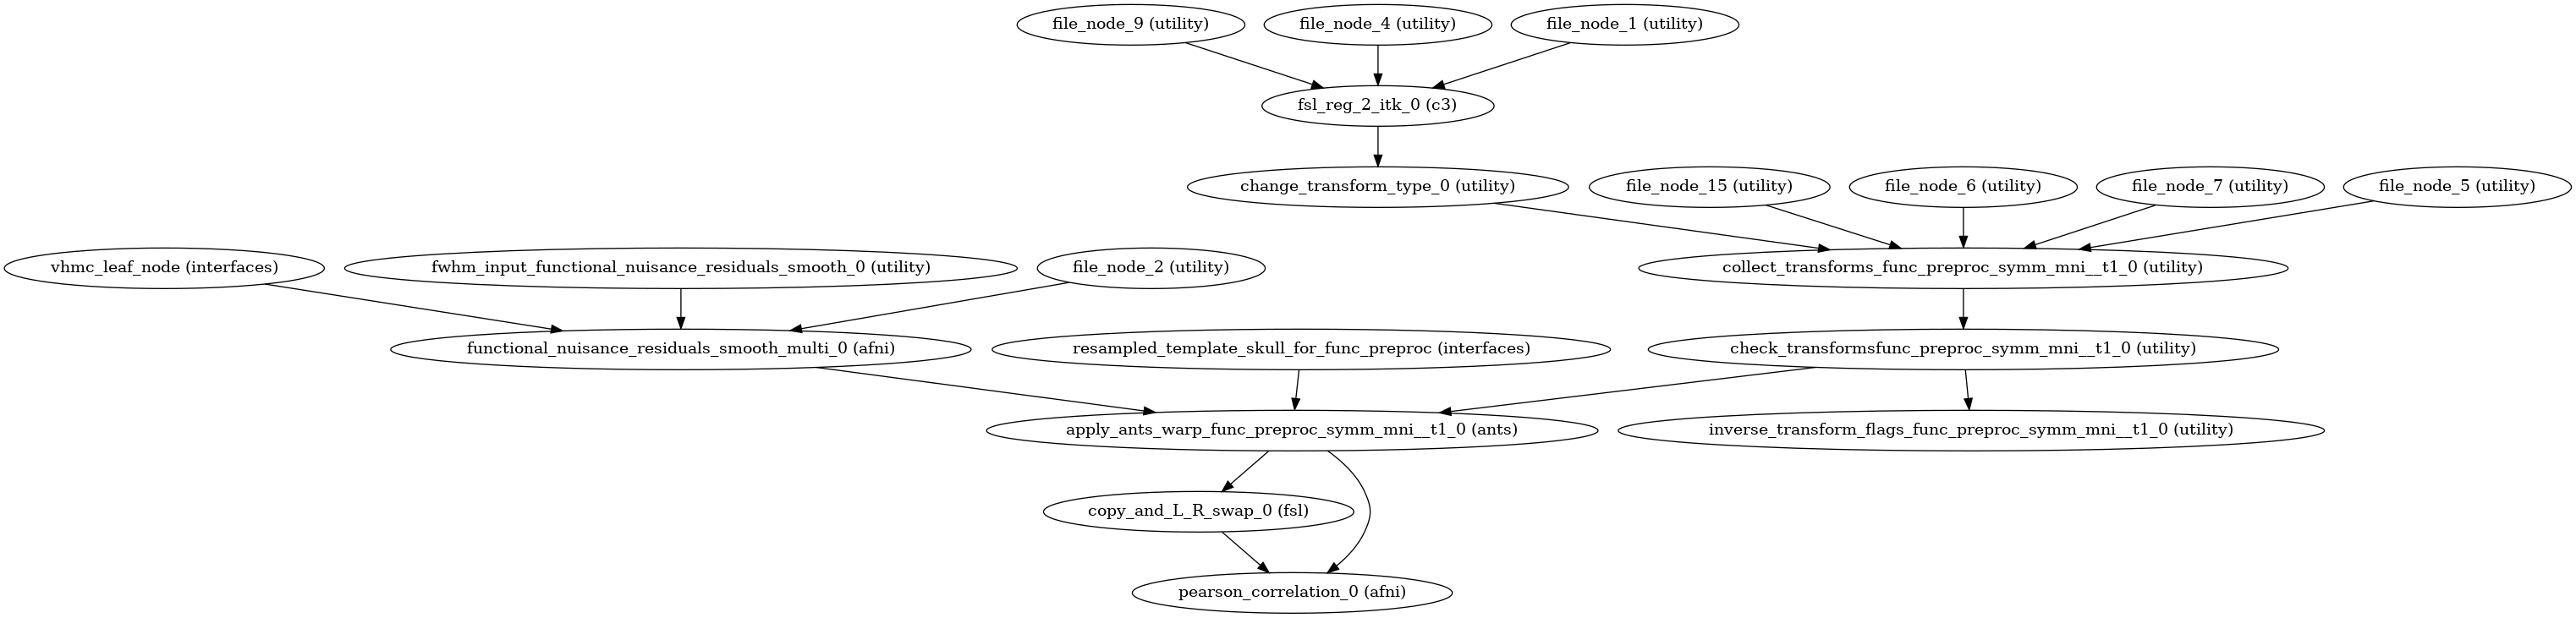 file_node_9 (utility)
file_node_4 (utility)
file_node_1 (utility)
fsl_reg_2_itk_0 (c3)
change_transform_type_0 (utility)
file_node_15 (utility)
file_node_6 (utility)
file_node_7 (utility)
file_node_5 (utility)
vhmc_leaf_node (interfaces)
fwhm_input_functional_nuisance_residuals_smooth_0 (utility)
file_node_2 (utility)
collect_transforms_func_preproc_symm_mni__t1_0 (utility)
functional_nuisance_residuals_smooth_multi_0 (afni)
resampled_template_skull_for_func_preproc (interfaces)
check_transformsfunc_preproc_symm_mni__t1_0 (utility)
apply_ants_warp_func_preproc_symm_mni__t1_0 (ants)
inverse_transform_flags_func_preproc_symm_mni__t1_0 (utility)
copy_and_L_R_swap_0 (fsl)
pearson_correlation_0 (afni)